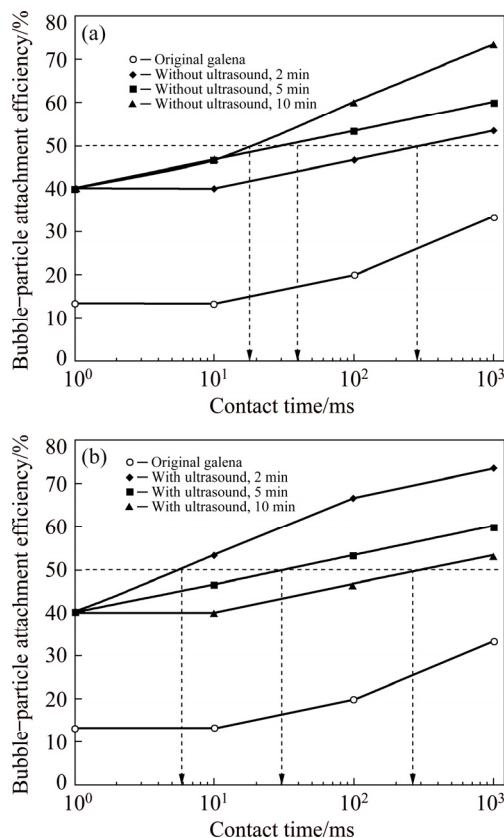 (a)
Original galena
Without ultrasound, 2 min
Without ultrasound, 5 min
Without ultrasound, 10 min
Bubble−particle attachment efficiency/%
80
70
60
50
40
30
20
10
0
10⁰ 10¹ 10² 10³
Contact time/ms
(b)
Original galena
With ultrasound, 2 min
With ultrasound, 5 min
With ultrasound, 10 min
Bubble−particle attachment efficiency/%
80
70
60
50
40
30
20
10
0
10⁰ 10¹ 10² 10³
Contact time/ms